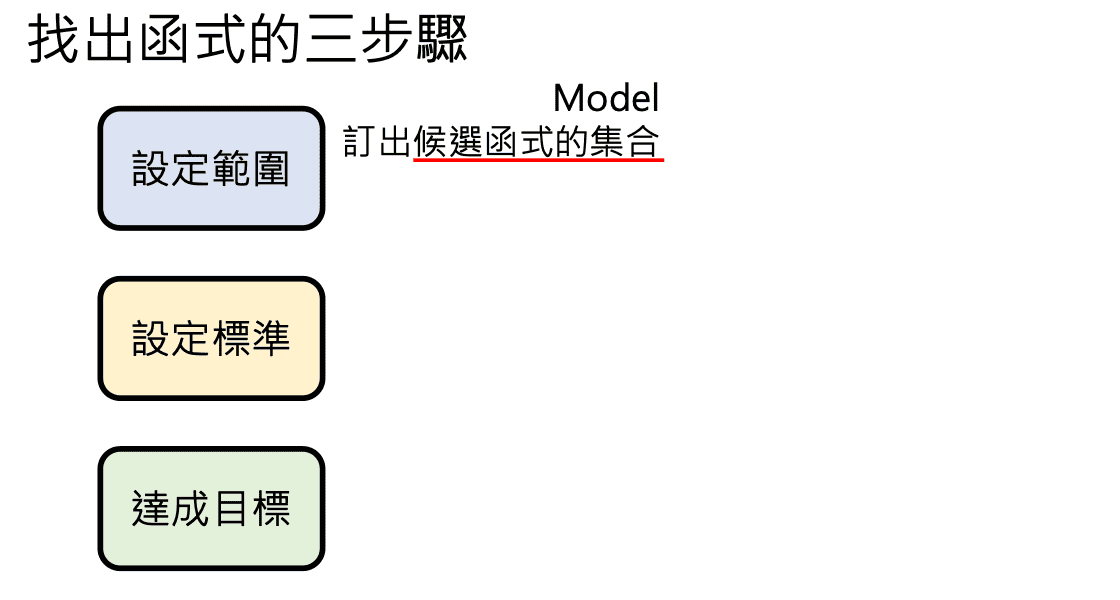 找出函式的三步驟
Model
訂出候選函式的集合
設定範圍
設定標準
達成目標